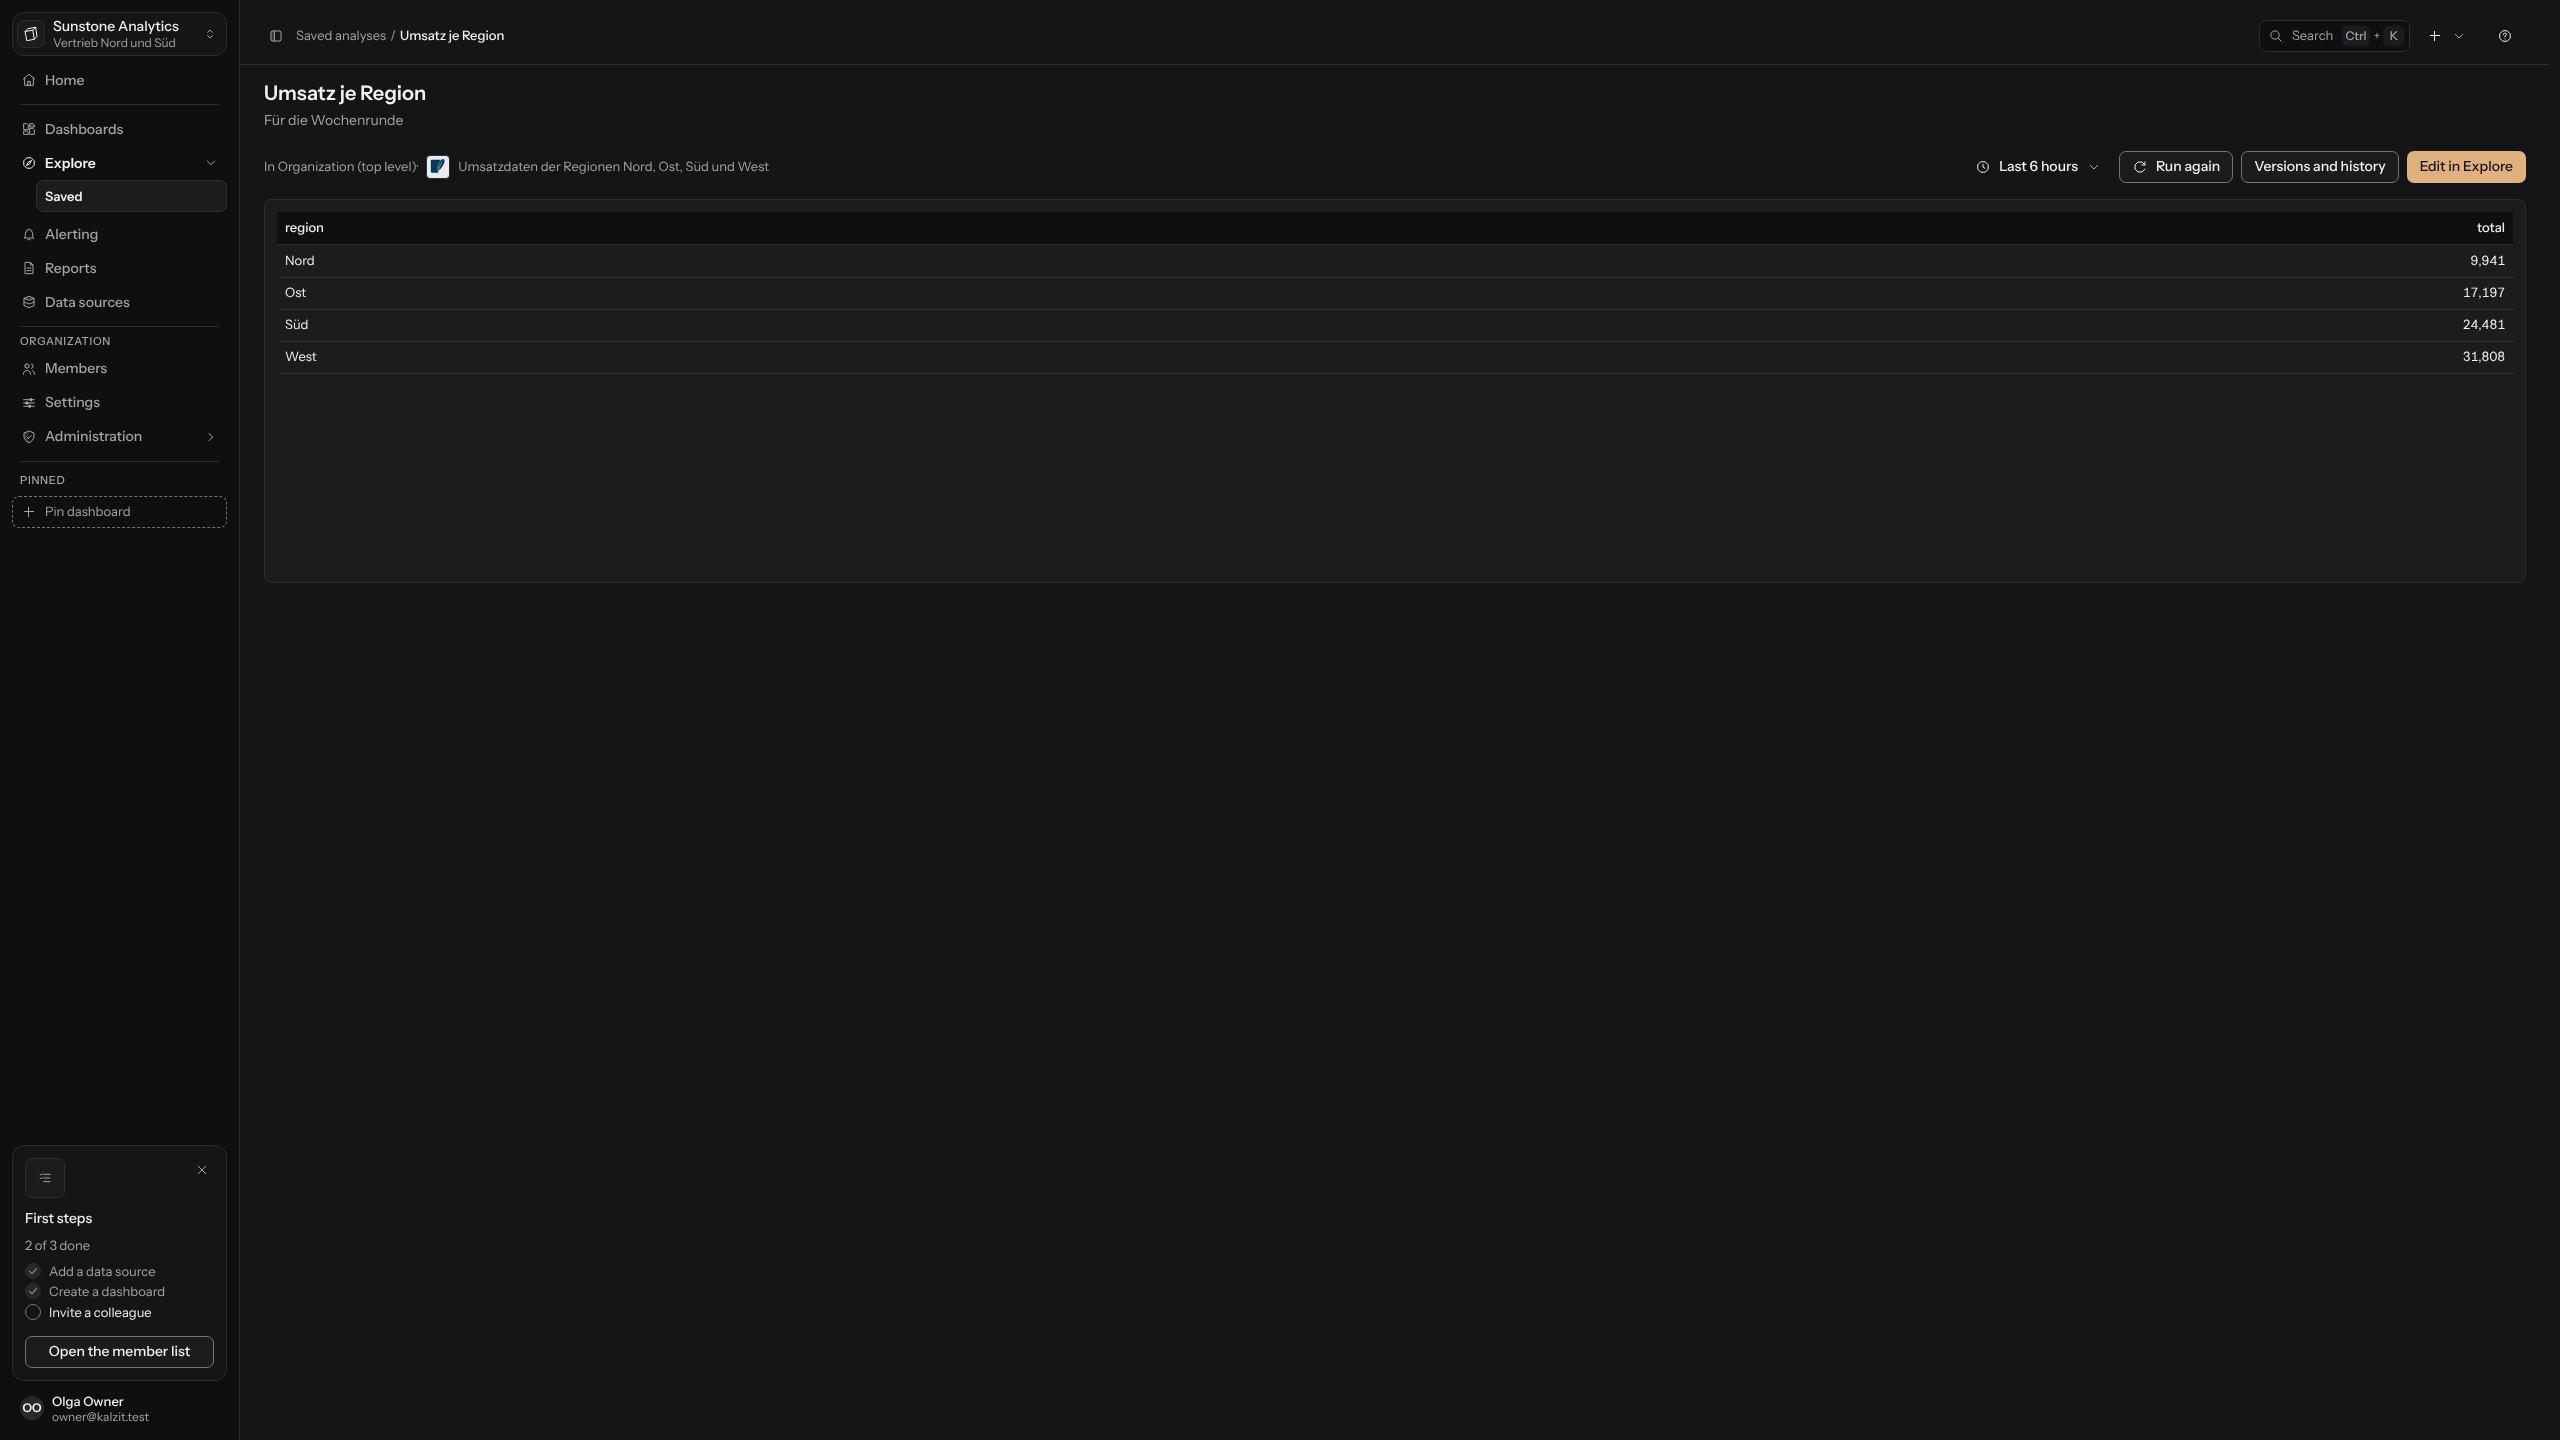 Sunstone Analytics
Vertrieb Nord und Süd
Home
Dashboards
Explore
Saved
Alerting
Reports
Data sources
ORGANIZATION
Members
Settings
Administration
PINNED
Pin dashboard
First steps
2 of 3 done
Add a data source
Create a dashboard
Invite a colleague
Open the member list
OO
Olga Owner
owner@kalzit.test
Saved analyses / Umsatz je Region
Search Ctrl + K
Umsatz je Region
Für die Wochenrunde
In Organization (top level)· Umsatzdaten der Regionen Nord, Ost, Süd und West
Last 6 hours Run again Versions and history Edit in Explore
region total
Nord 9,941
Ost 17,197
Süd 24,481
West 31,808